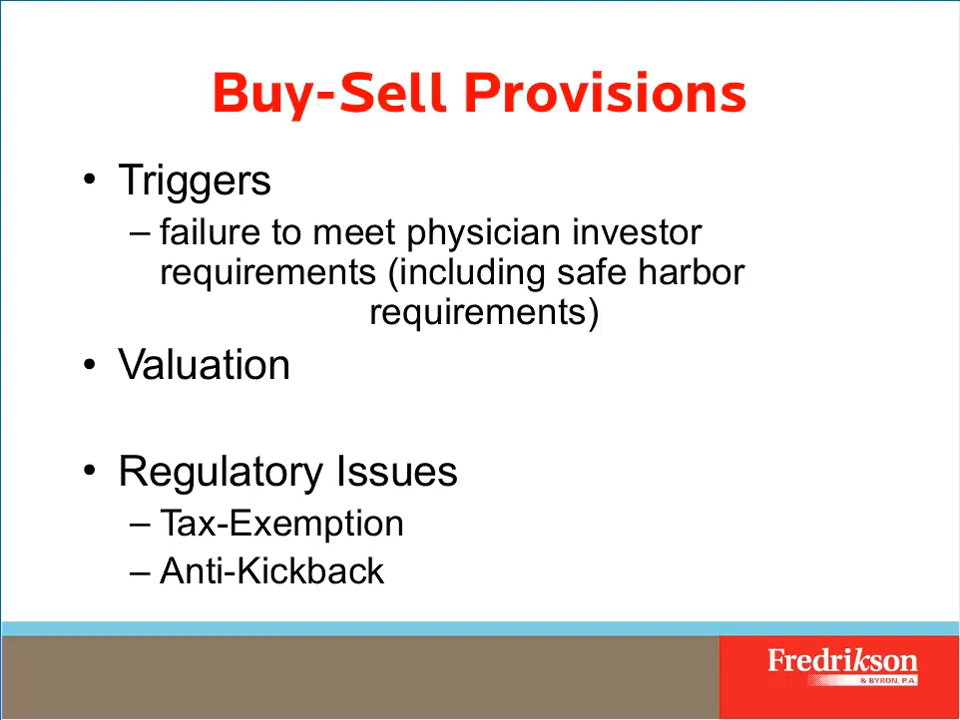 Buy-Sell Provisions
• Triggers
– failure to meet physician investor
requirements (including safe harbor
requirements)
• Valuation
• Regulatory Issues
– Tax-Exemption
– Anti-Kickback
Fredrikson
& BYRON, P.A.